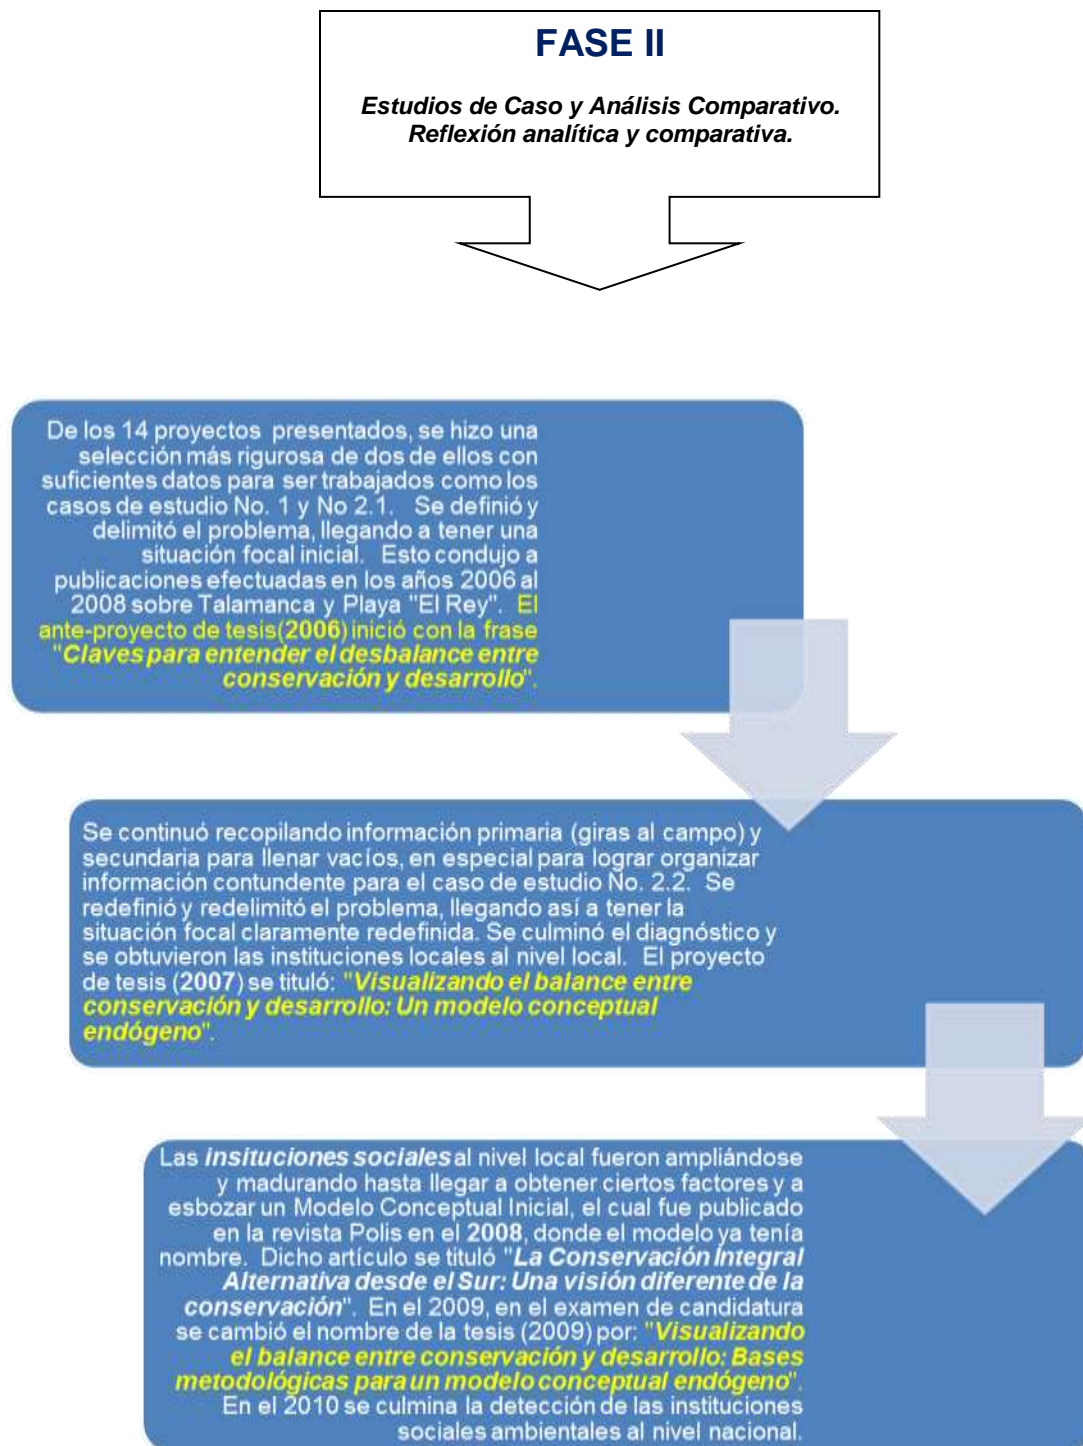 FASE II
Estudios de Caso y Análisis Comparativo.
Reflexión analítica y comparativa.
De los 14 proyectos presentados, se hizo una
selección más rigurosa de dos de ellos con
suficientes datos para ser trabajados como los
casos de estudio No. 1 y No 2.1. Se definió y
delimitó el problema, llegando a tener una
situación focal inicial. Esto condujo a
publicaciones efectuadas en los años 2006 al
2008 sobre Talamanca y Playa "El Rey". El
ante-proyecto de tesis(2006) inició con la frase
"Claves para entender el desbalance entre
conservación y desarrollo".
Se continuó recopilando información primaria (giras al campo) y
secundaria para llenar vacíos, en especial para lograr organizar
información contundente para el caso de estudio No. 2.2. Se
redefinió y redelimitó el problema, llegando así a tener la
situación focal claramente redefinida. Se culminó el diagnóstico y
se obtuvieron las instituciones locales al nivel local. El proyecto
de tesis (2007) se tituló: "Visualizando el balance entre
conservación y desarrollo: Un modelo conceptual
endógeno".
Las insituciones sociales al nivel local fueron ampliándose
y madurando hasta llegar a obtener ciertos factores y a
esbozar un Modelo Conceptual Inicial, el cual fue publicado
en la revista Polis en el 2008, donde el modelo ya tenía
nombre. Dicho artículo se tituló "La Conservación Integral
Alternativa desde el Sur: Una visión diferente de la
conservación". En el 2009, en el examen de candidatura
se cambió el nombre de la tesis (2009) por: "Visualizando
el balance entre conservación y desarrollo: Bases
metodológicas para un modelo conceptual endógeno".
En el 2010 se culmina la detección de las instituciones
sociales ambientales al nivel nacional.